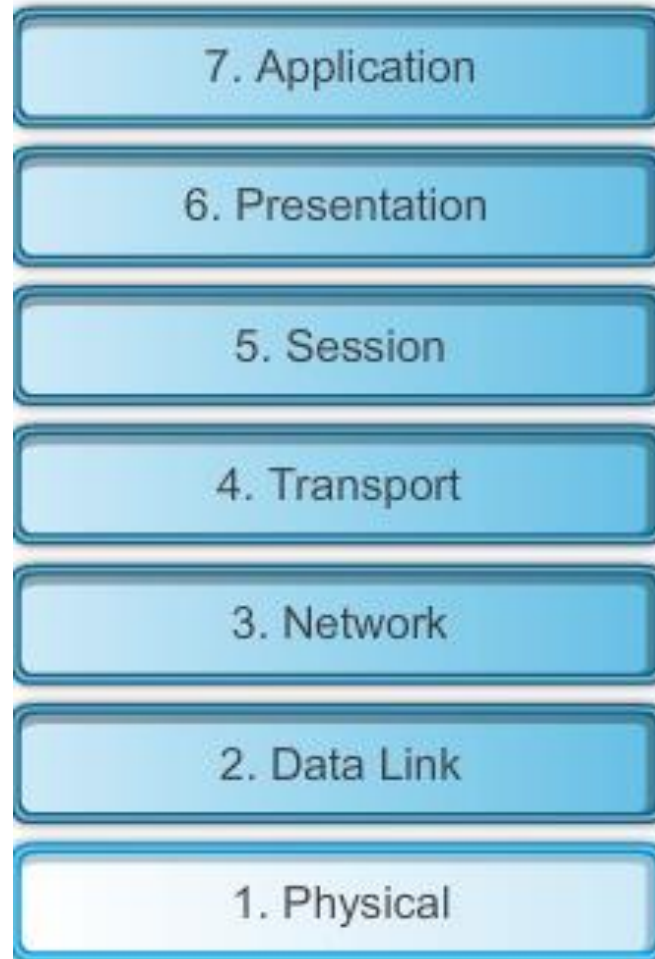 7. Application
6. Presentation
5. Session
4. Transport
3. Network
2. Data Link
1. Physical